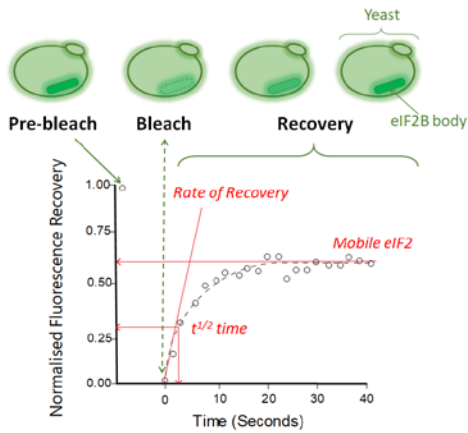 Yeast
eIF2B body
Pre-bleach
Bleach
Recovery
Normalised Fluorescence Recovery
1.00
0.75
0.50
0.25
0.00
Rate of Recovery
Mobile eIF2
t1/2 time
0
10
20
30
40
Time (Seconds)